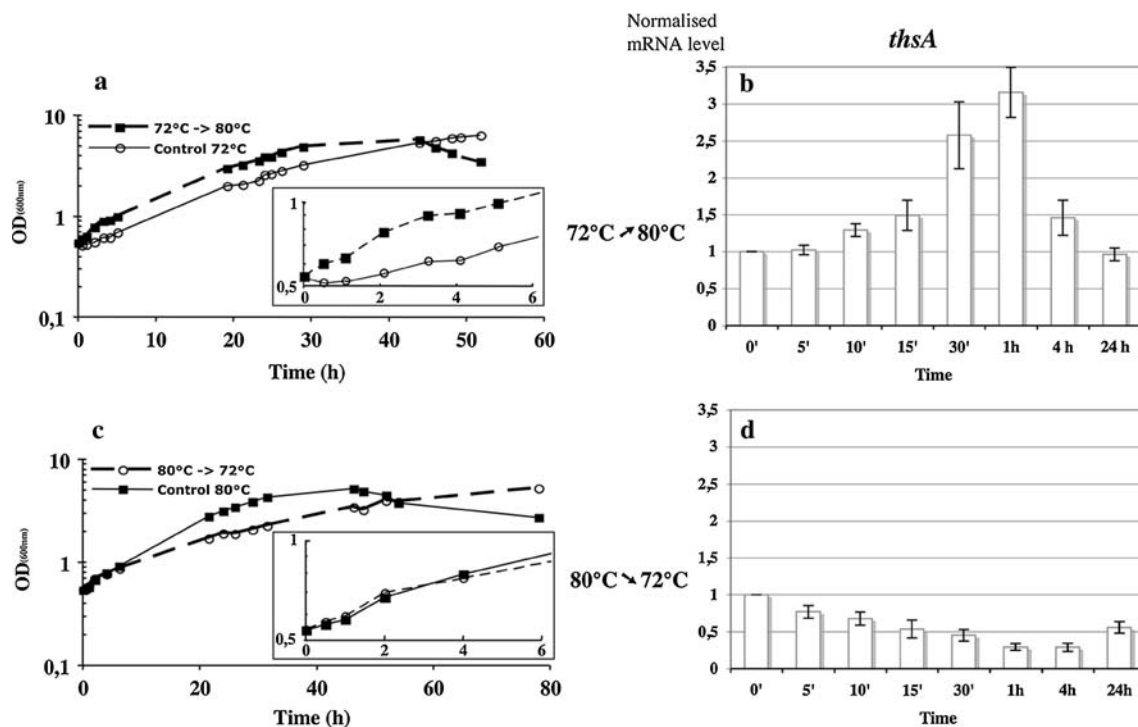 a
10
1
0,1
OD(600nm)
72°C -> 80°C
Control 72°C
1
0,5
0 2 4 6
0 10 20 30 40 50 60
Time (h)
72°C ➚ 80°C
Normalised
mRNA level
thsA
b
3,5
3
2,5
2
1,5
1
0,5
0
0' 5' 10' 15' 30' 1h 4 h 24 h
Time
c
10
1
0,1
OD(600nm)
80°C -> 72°C
Control 80°C
1
0,5
0 2 4 6
0 20 40 60 80
Time (h)
80°C ➘ 72°C
d
3,5
3
2,5
2
1,5
1
0,5
0
0' 5' 10' 15' 30' 1h 4h 24h
Time